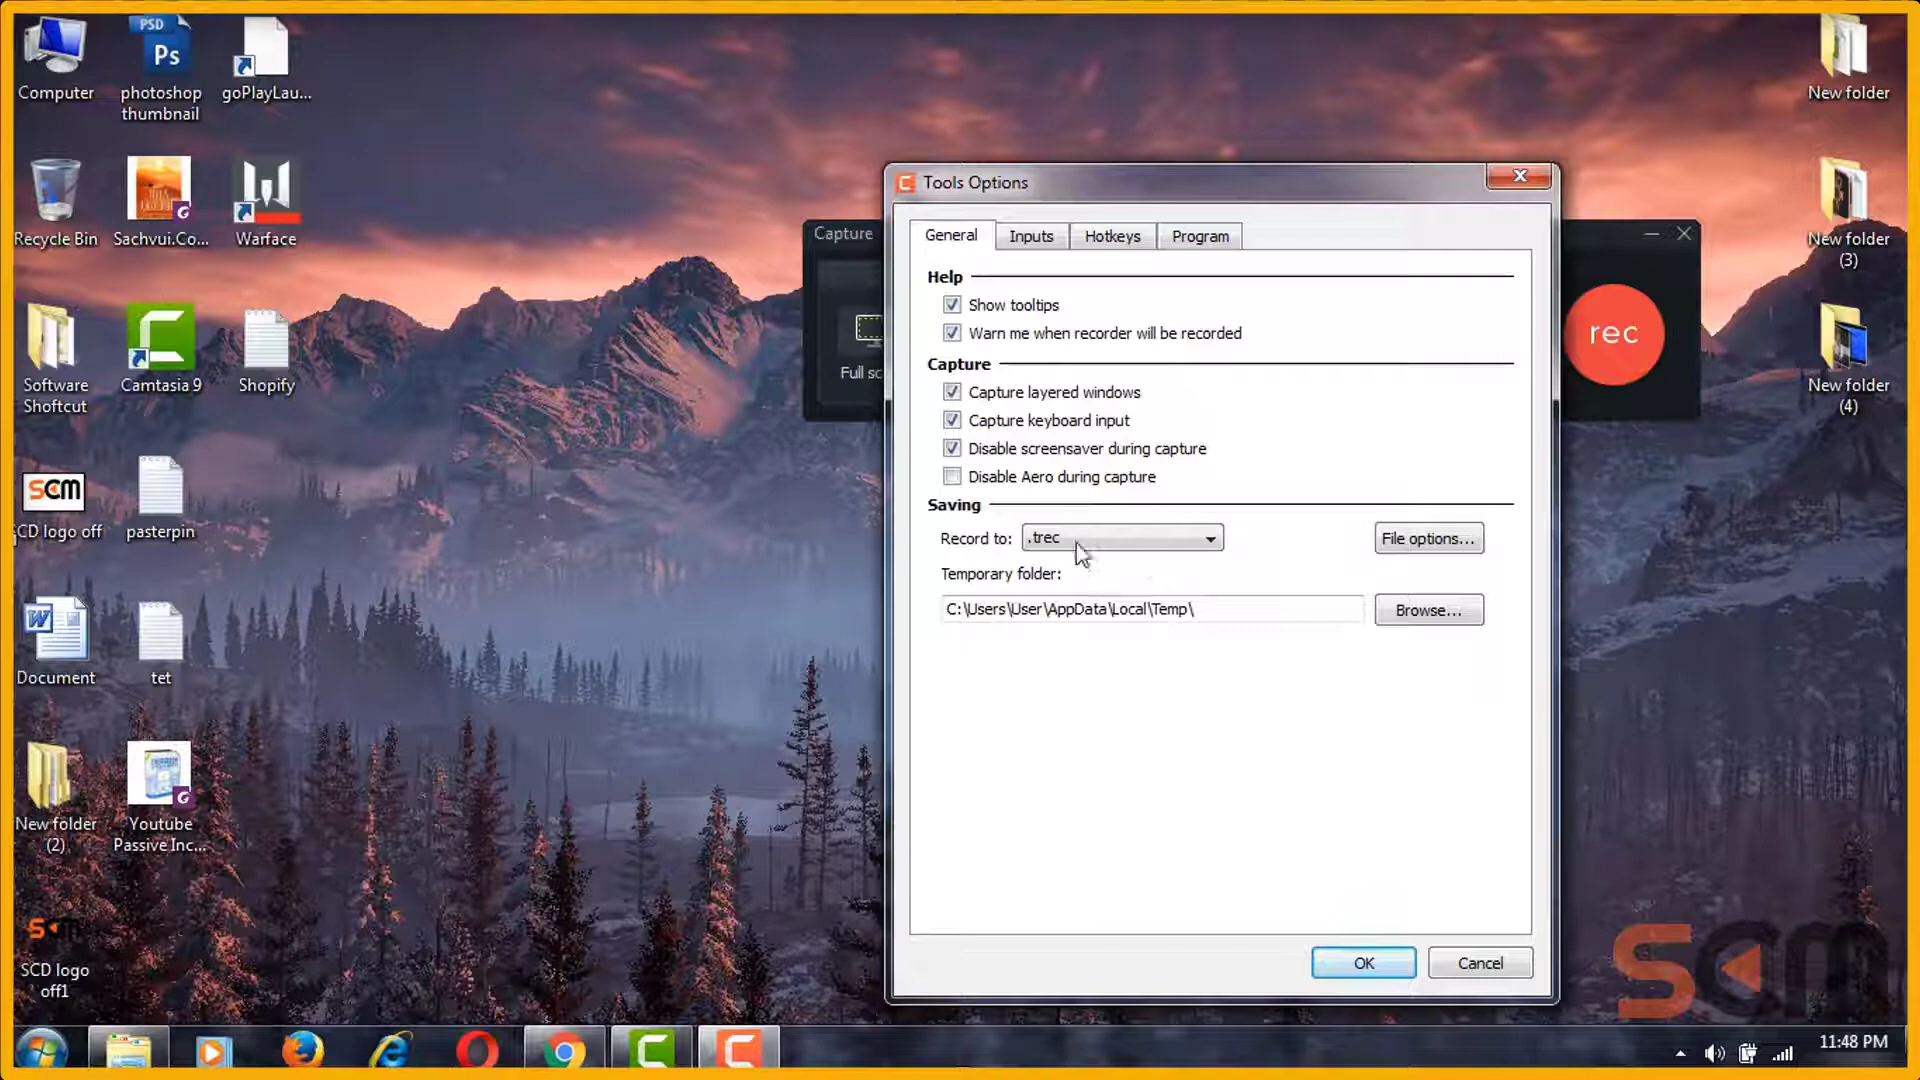 Computer
PSD
Ps
photoshop
thumbnail
goPlayLau...
New folder
Recycle Bin
Sachvui.Co...
Warface
New folder
(3)
Software
Shoftcut
Camtasia 9
Shopify
New folder
(4)
SCM
CD logo off
pasterpin
Document
tet
New folder
(2)
Youtube
Passive Inc...
SCD logo
off1
Capture
Full sc
rec
Tools Options
General
Inputs
Hotkeys
Program
Help
Show tooltips
Warn me when recorder will be recorded
Capture
Capture layered windows
Capture keyboard input
Disable screensaver during capture
Disable Aero during capture
Saving
Record to: .trec
File options...
Temporary folder:
C:\Users\User\AppData\Local\Temp\
Browse...
OK
Cancel
SCM
11:48 PM